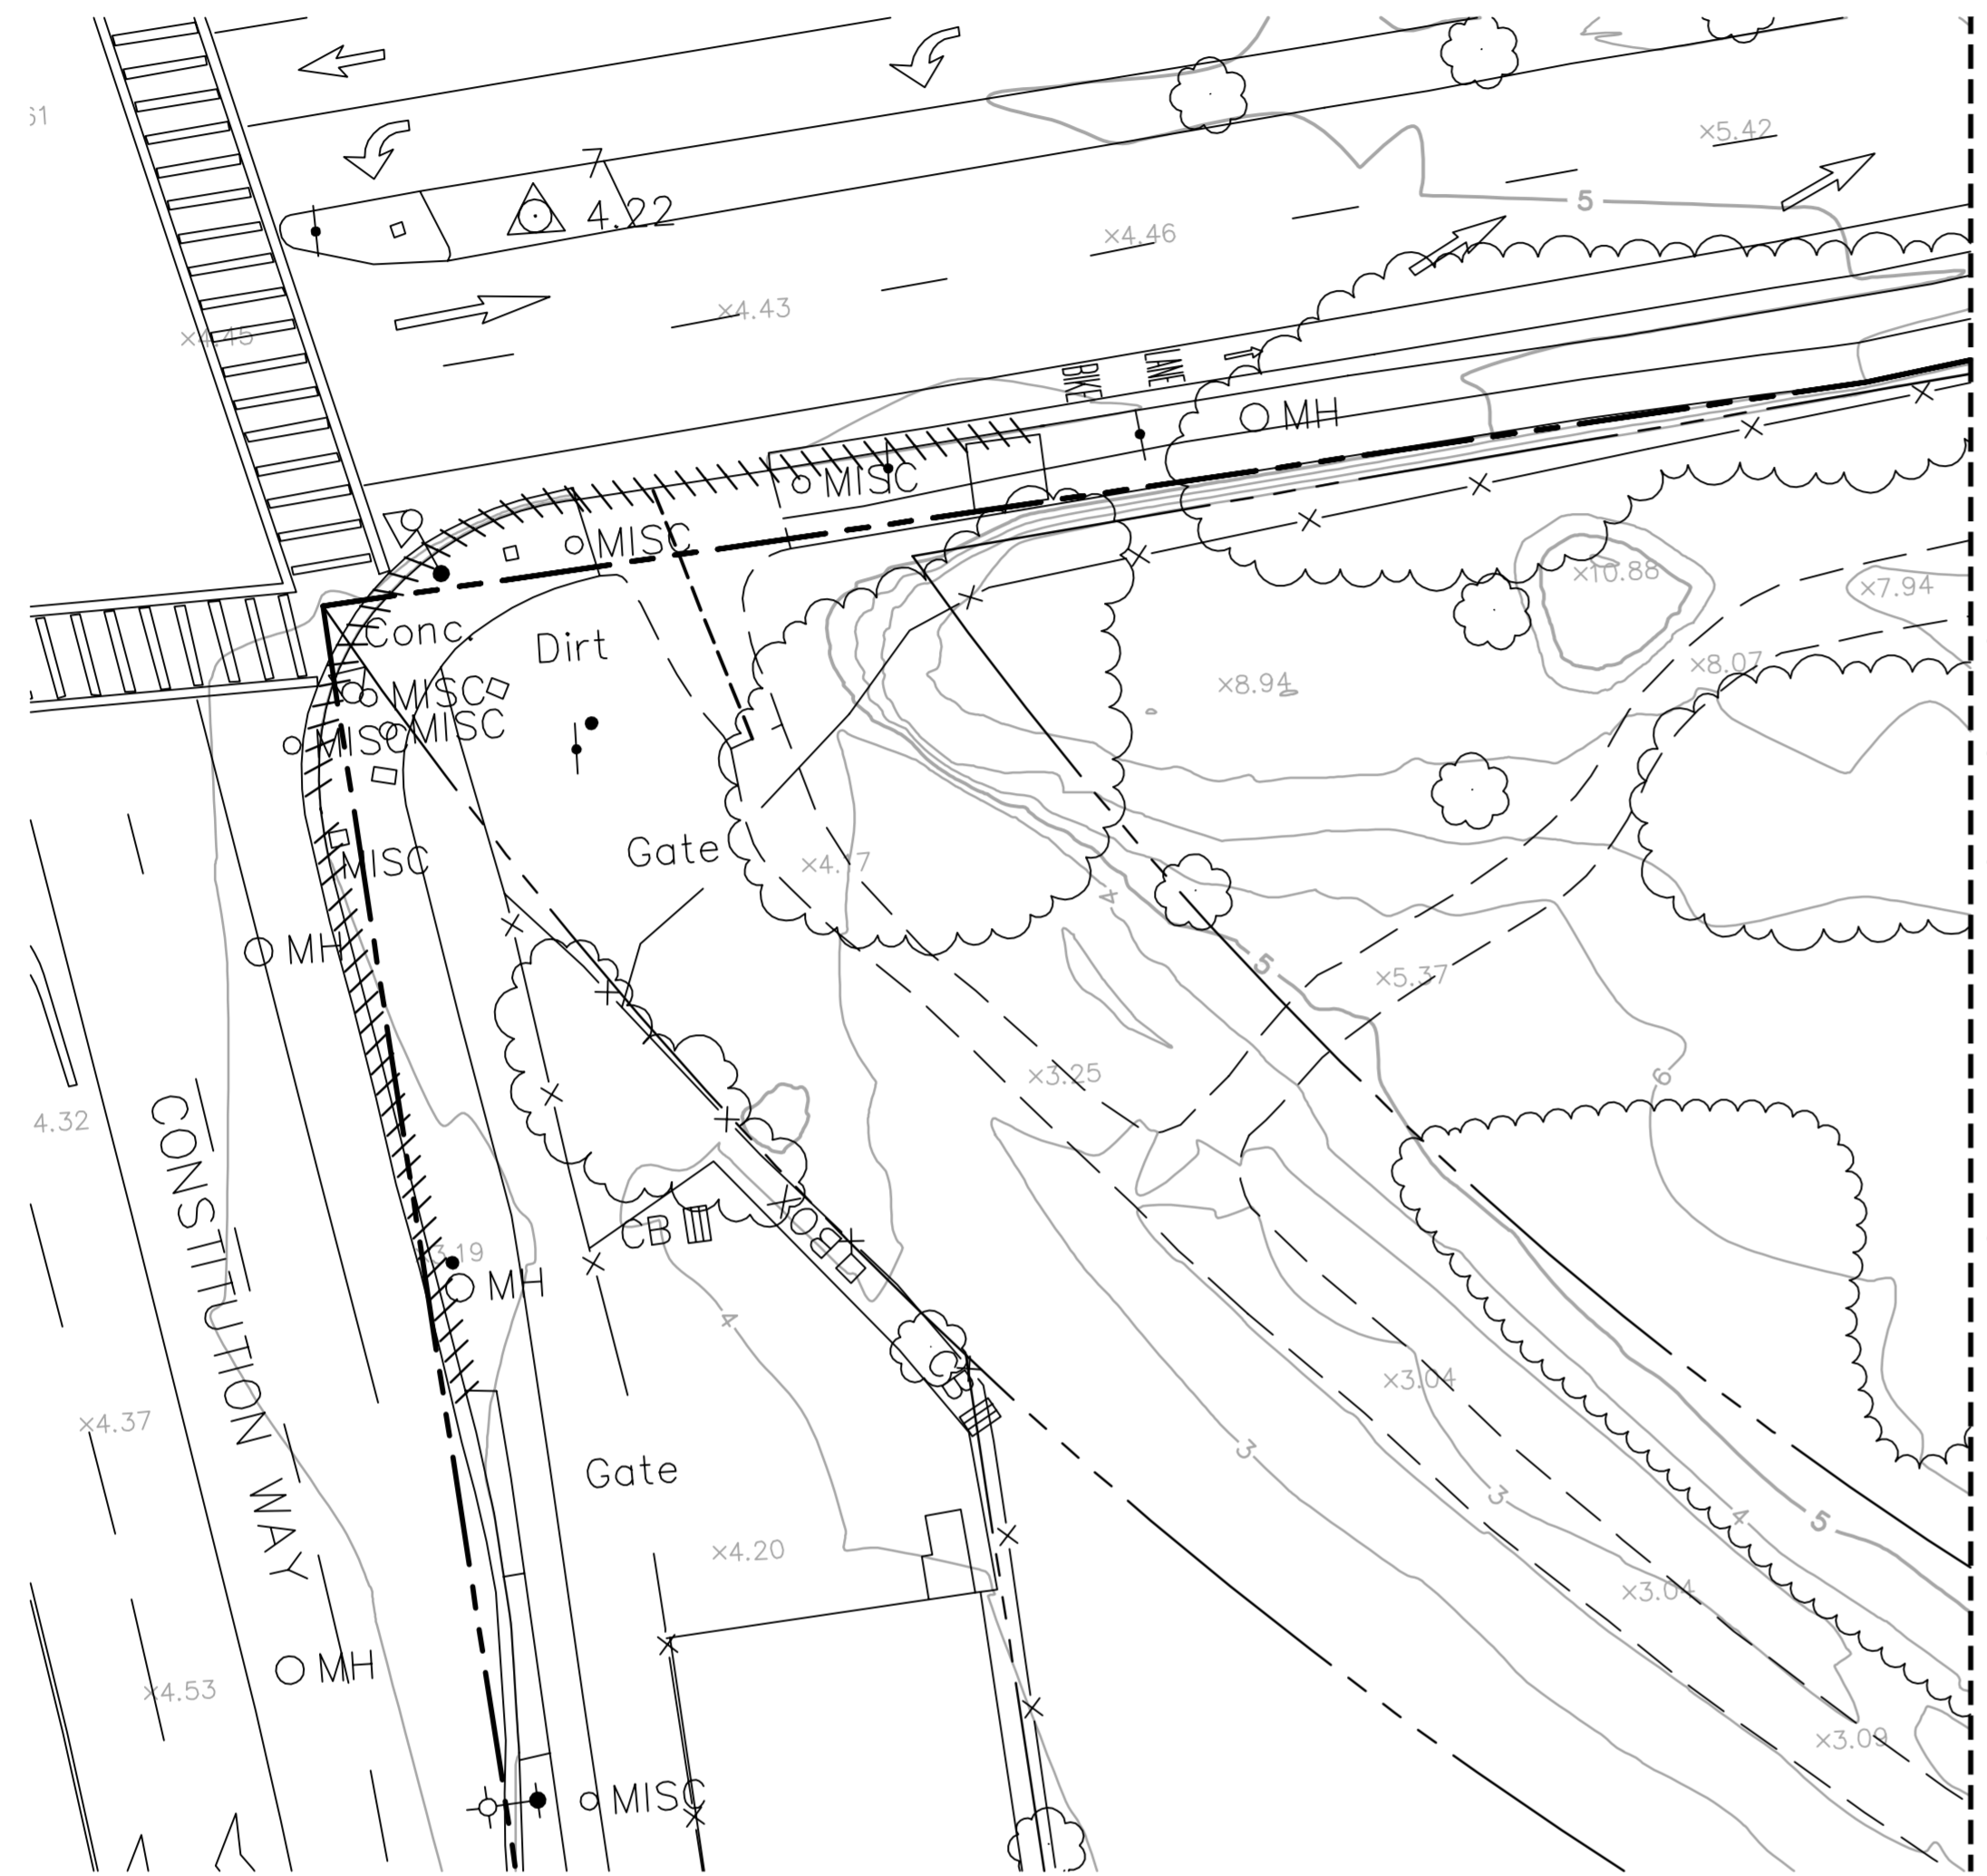 ×5.42
7
4.22
5
×4.46
×4.43
×4.45
BIKE
MH
MISC
MISC
×10.88
×7.94
Conc.
Dirt
×8.07
×8.94
MISC
MISC
MISC
Gate
MISC
×4.17
4
MH
5
×5.37
×3.25
6
4.32
CONSTITUTION WAY
CB
3.19
MH
4
×3.04
×4.37
3
Gate
3
4
5
×4.20
×3.04
MH
×4.53
×3.09
MISC